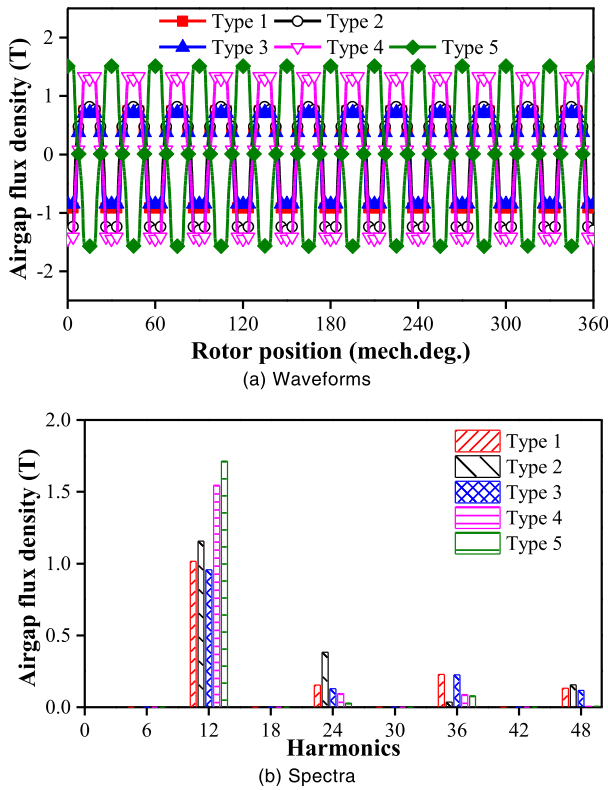 Type 1 Type 2
Type 3 Type 4 Type 5
Airgap flux density (T)
2
1
0
-1
-2
0 60 120 180 240 300 360
Rotor position (mech.deg.)
(a) Waveforms
Airgap flux density (T)
2.0
1.5
1.0
0.5
0.0
Type 1
Type 2
Type 3
Type 4
Type 5
0 6 12 18 24 30 36 42 48
Harmonics
(b) Spectra